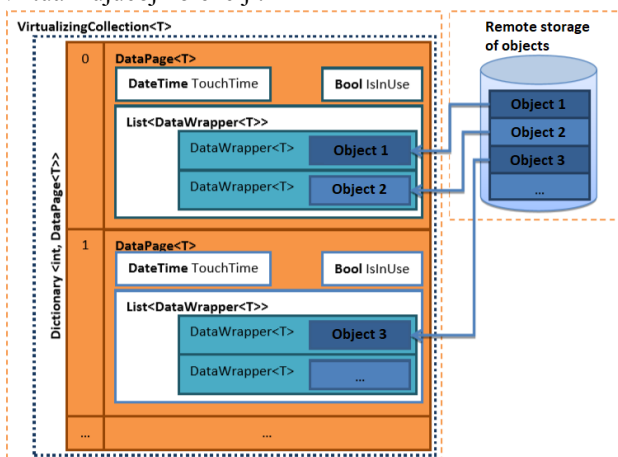 VirtualizingCollection<T>
Remote storage
of objects
Dictionary <int, DataPage<T>>
0
DataPage<T>
DateTime TouchTime
Bool IsInUse
List<DataWrapper<T>>
DataWrapper<T>
Object 1
DataWrapper<T>
Object 2
1
DataPage<T>
DateTime TouchTime
Bool IsInUse
List<DataWrapper<T>>
DataWrapper<T>
Object 3
DataWrapper<T>
...
...
...
Object 1
Object 2
Object 3
...